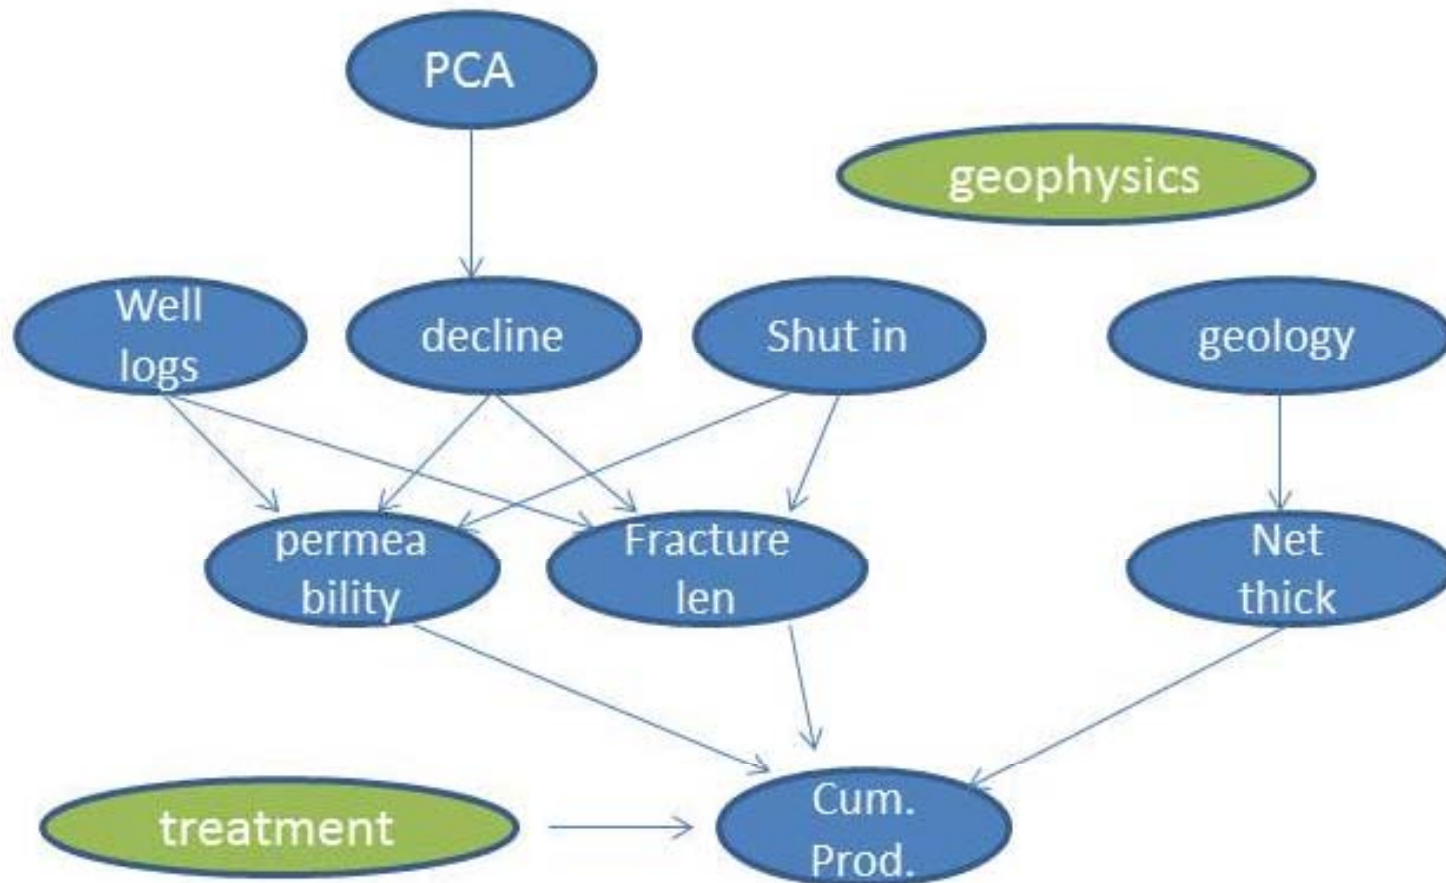 PCA
geophysics
Well
logs
decline
Shut in
geology
permea
bility
Fracture
len
Net
thick
treatment
Cum.
Prod.